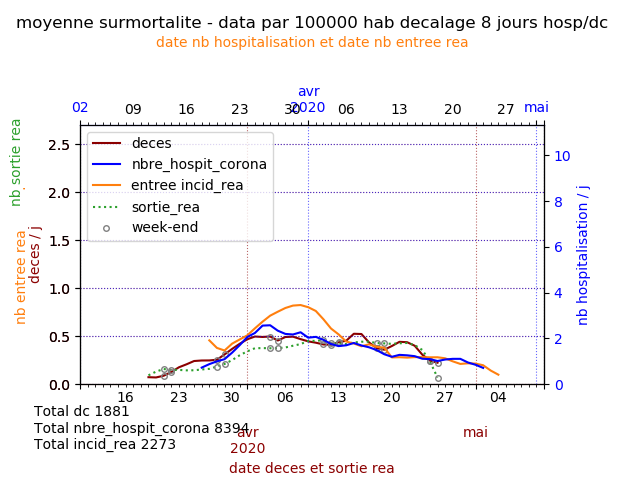 moyenne surmortalite - data par 100000 hab decalage 8 jours hosp/dc
date nb hospitalisation et date nb entree rea
avr
02 09 16 23 30 2020 06 13 20 27 mai
nb sortie rea
nb entree rea
deces / j
nbre_hospit_corona
deces
entree incid_rea
sortie_rea
week-end
2.5
2.0
1.5
1.0
0.5
0.0
10
8
6
4
2
0
nb hospitalisation / j
16 23 30 06 13 20 27 04
Total dc 1881
Total nbre_hospit_corona 8394
Total incid_rea 2273
avr
2020
mai
date deces et sortie rea